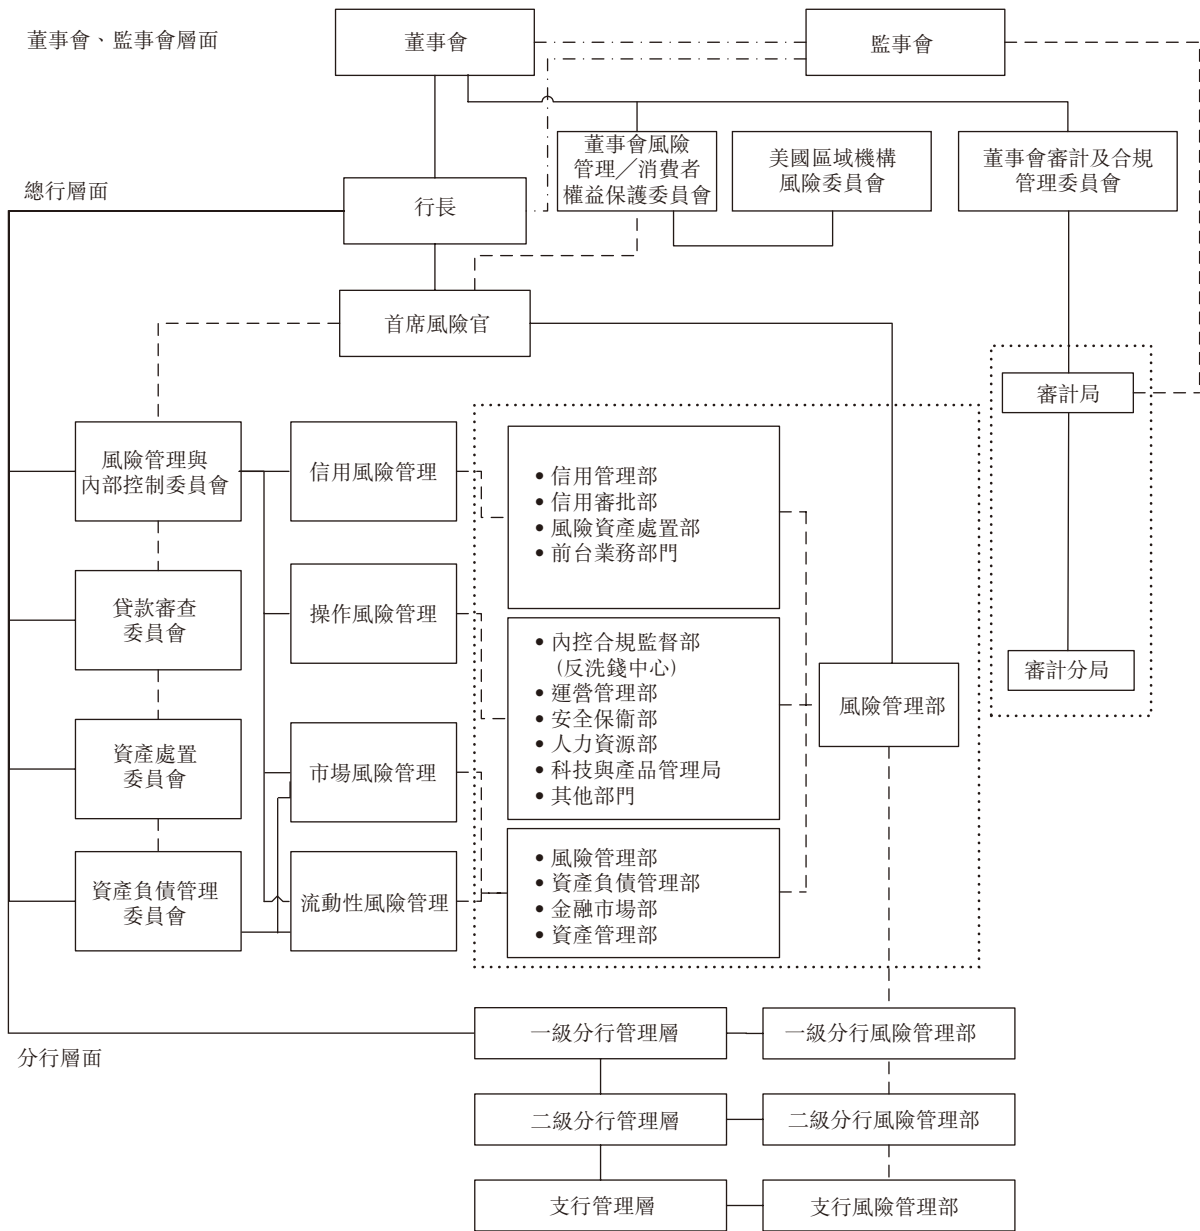 董事會、監事會層面
董事會
監事會
董事會風險
管理／消費者
權益保護委員會
美國區域機構
風險委員會
董事會審計及合規
管理委員會
總行層面
行長
首席風險官
審計局
風險管理與
內部控制委員會
信用風險管理
• 信用管理部
• 信用審批部
• 風險資產處置部
• 前台業務部門
貸款審查
委員會
操作風險管理
• 內控合規監督部
(反洗錢中心)
• 運營管理部
• 安全保衞部
• 人力資源部
• 科技與產品管理局
• 其他部門
風險管理部
審計分局
資產處置
委員會
市場風險管理
資產負債管理
委員會
流動性風險管理
• 風險管理部
• 資產負債管理部
• 金融市場部
• 資產管理部
一級分行管理層
一級分行風險管理部
分行層面
二級分行管理層
二級分行風險管理部
支行管理層
支行風險管理部